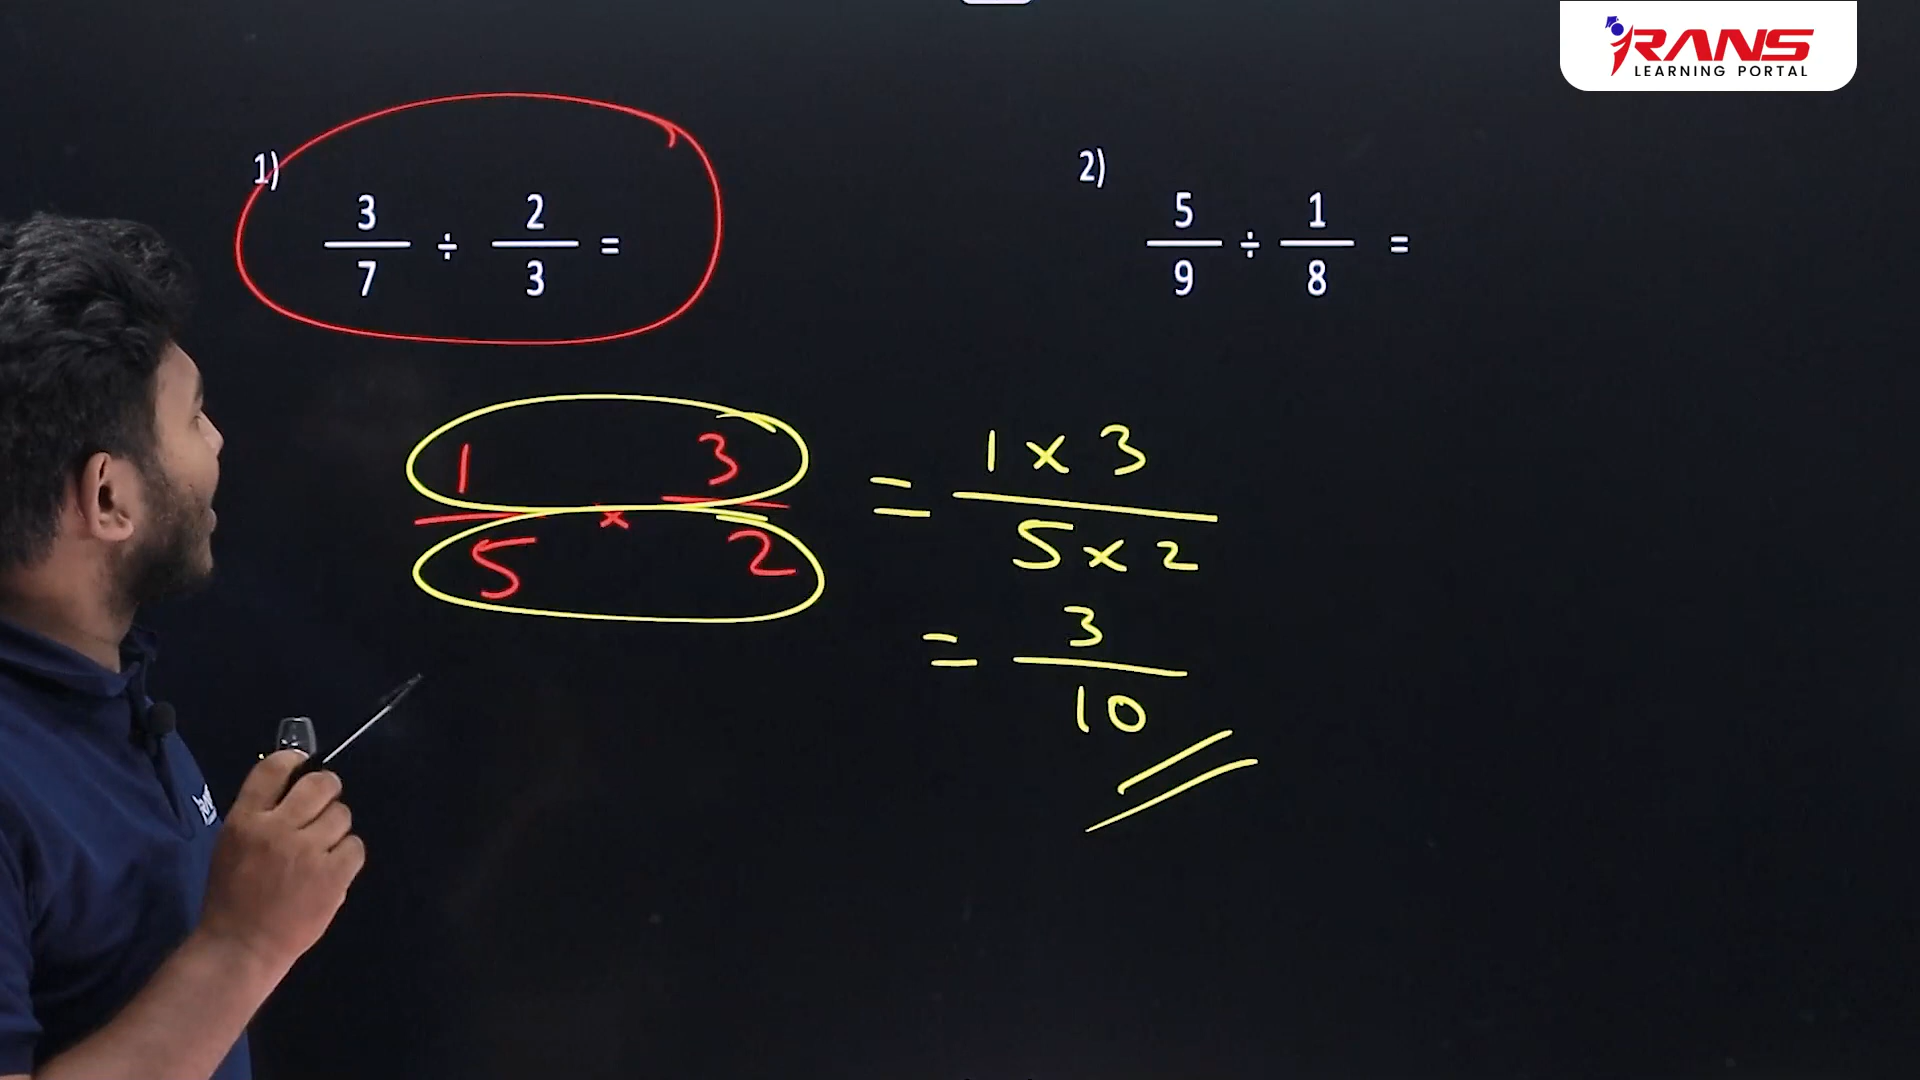 RANS
LEARNING PORTAL
1)
3/7 ÷ 2/3 =
2)
5/9 ÷ 1/8 =
1/5 × 3/2 = 1 × 3/5 × 2
= 3/10